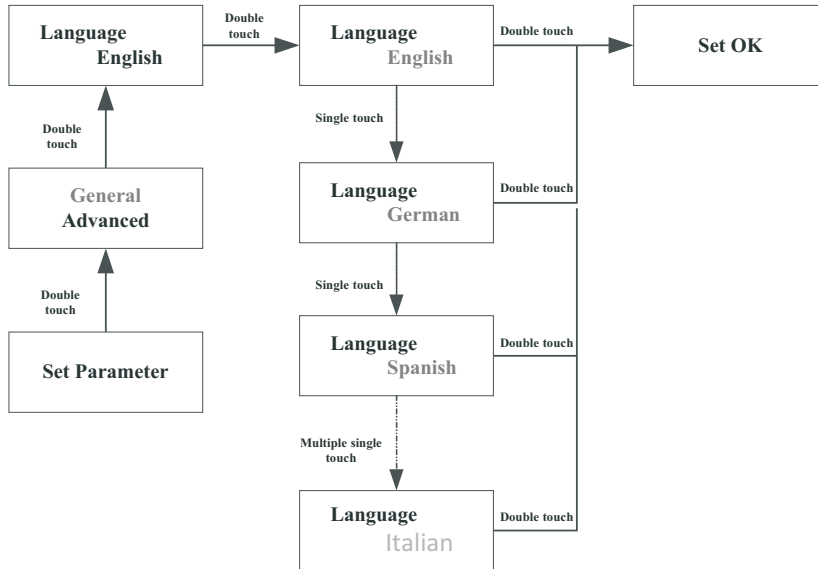 Language
English
Double
touch
Language
English
Double touch
Set OK
Double
touch
Single touch
General
Advanced
Language
German
Double touch
Double
touch
Single touch
Set Parameter
Language
Spanish
Double touch
Multiple single
touch
Language
Italian
Double touch